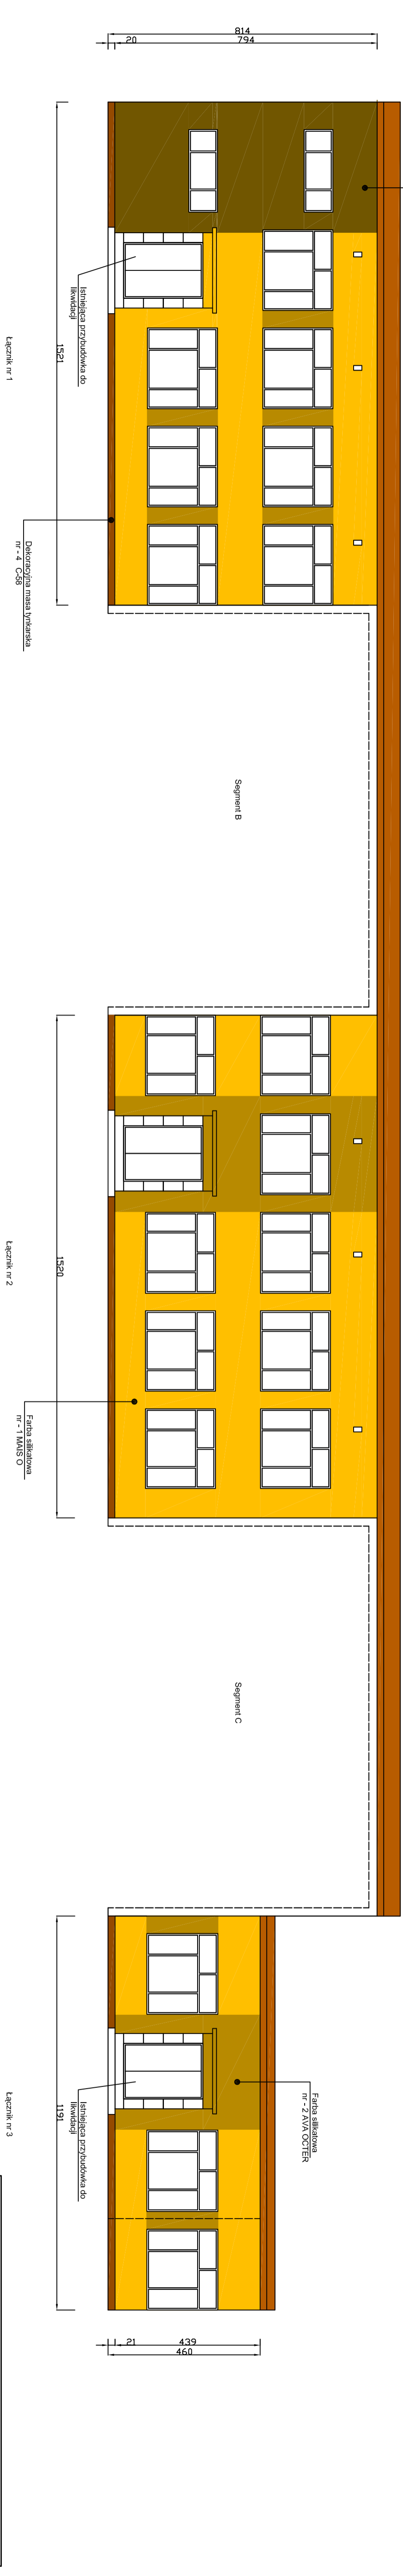 814
794
20
Istniejąca przybudówka do
likwidacji
1521
Łącznik nr 1
Dekoracyjna masa tynkarska
nr - 4   C-58
Segment B
1520
Łącznik nr 2
Farba silikatowa
nr - 1 MAIS O
Segment C
Farba silikatowa
nr - 2 AVA OCTER
Istniejąca przybudówka do
likwidacji
1191
Łącznik nr 3
21
439
460